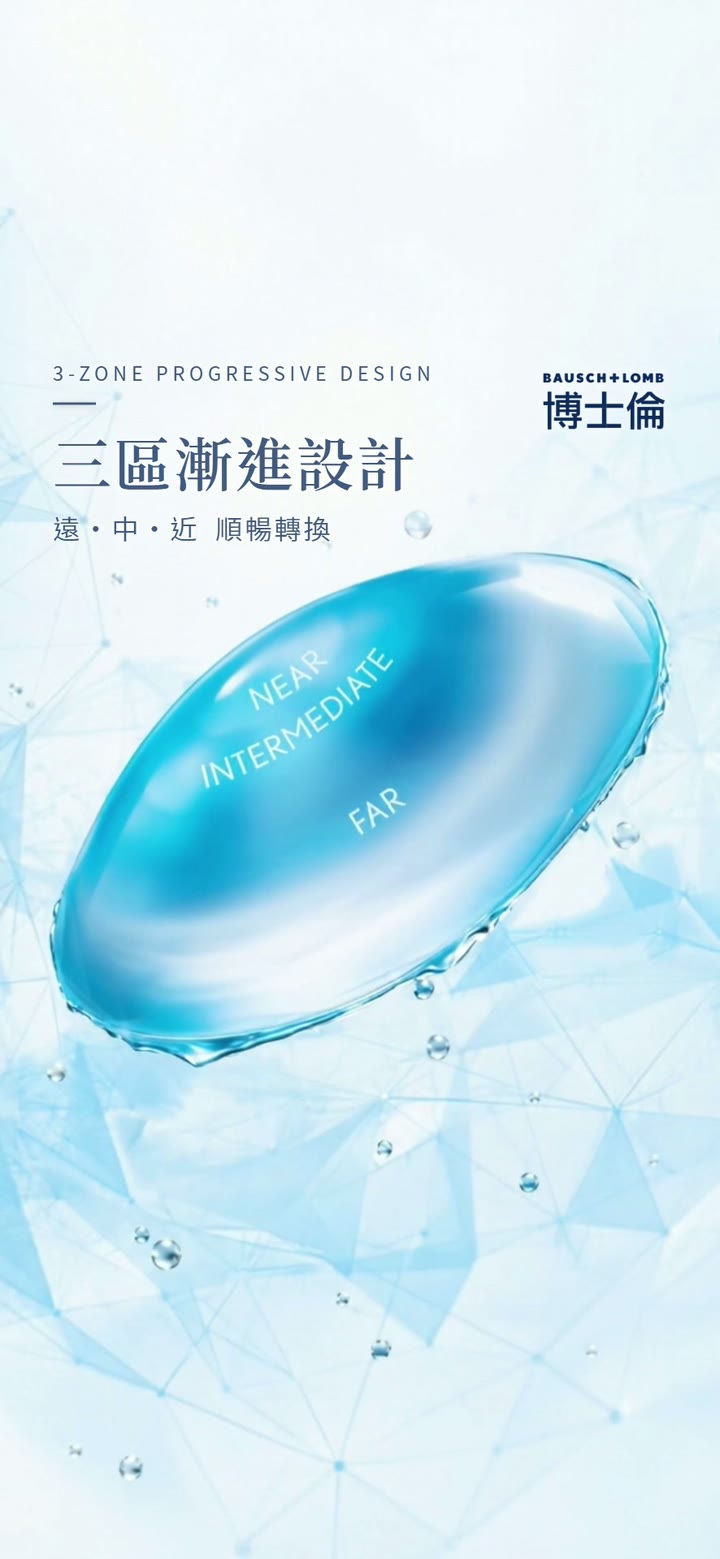 3-ZONE PROGRESSIVE DESIGN
BAUSCH+LOMB
博士倫
三區漸進設計
遠・中・近 順暢轉換
NEAR
INTERMEDIATE
FAR